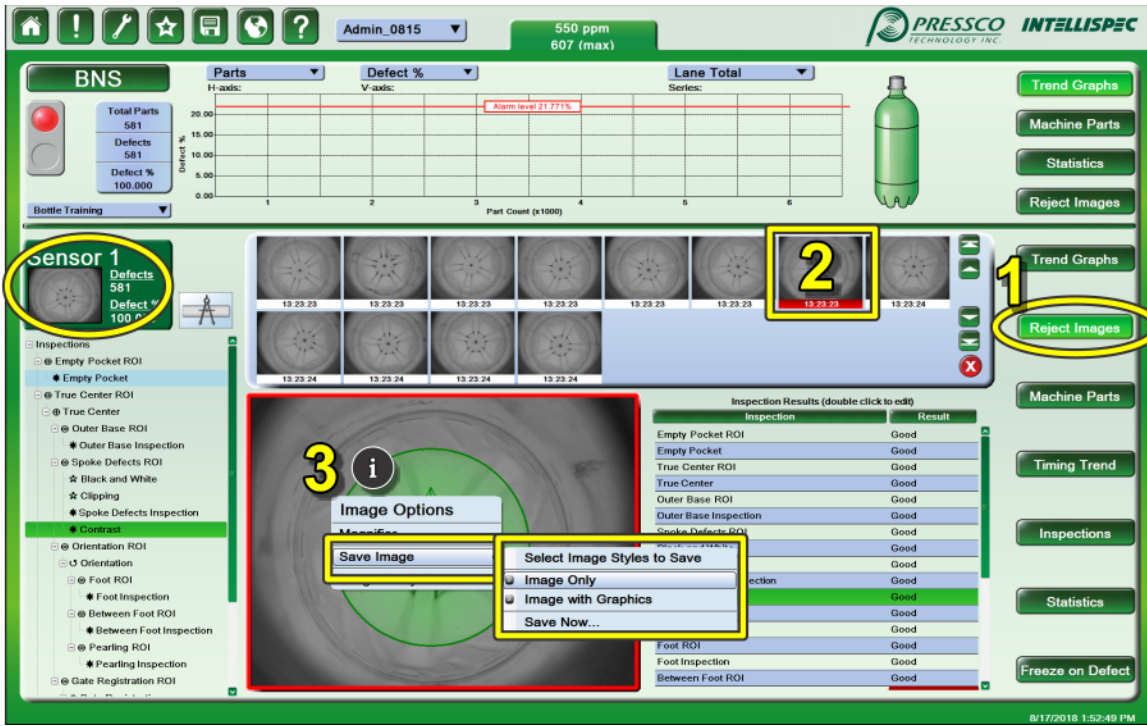 Admin_0815
550 ppm
607 (max)
PRESSCO
TECHNOLOGY INC.
INTELLISPEC
BNS
Total Parts
581
Defects
581
Defect %
100.000
Bottle Training
Parts
Defect %
Lane Total
H-axis:
V-axis:
Series:
Alarm level 21.771%
Defect %
20.00
15.00
10.00
5.00
0.00
1
2
3
4
5
6
Part Count (x1000)
Trend Graphs
Machine Parts
Statistics
Reject Images
Sensor 1
Defects
581
Defect %
Inspections
Empty Pocket ROI
Empty Pocket
True Center ROI
True Center
Outer Base ROI
Outer Base Inspection
Spoke Defects ROI
Black and White
Clipping
Spoke Defects Inspection
Contrast
Orientation ROI
Orientation
Foot ROI
Foot Inspection
Between Foot ROI
Between Foot Inspection
Pearling ROI
Pearling Inspection
Gate Registration ROI
13:23:23
13:23:23
13:23:23
13:23:23
13:23:23
13:23:23
13:23:23
13:23:24
2
13:23:24
13:23:24
13:23:24
13:23:24
3
i
Image Options
Save Image
Select Image Styles to Save
Image Only
Image with Graphics
Save Now...
Inspection Results (double click to edit)
Inspection Result
Empty Pocket ROI Good
Empty Pocket Good
True Center ROI Good
True Center Good
Outer Base ROI Good
Outer Base Inspection Good
Spoke Defects ROI Good
Good
Good
Good
Good
Good
Foot ROI Good
Foot Inspection Good
Between Foot ROI Good
1
Trend Graphs
Reject Images
Machine Parts
Timing Trend
Inspections
Statistics
Freeze on Defect
8/17/2018 1:52:49 PM